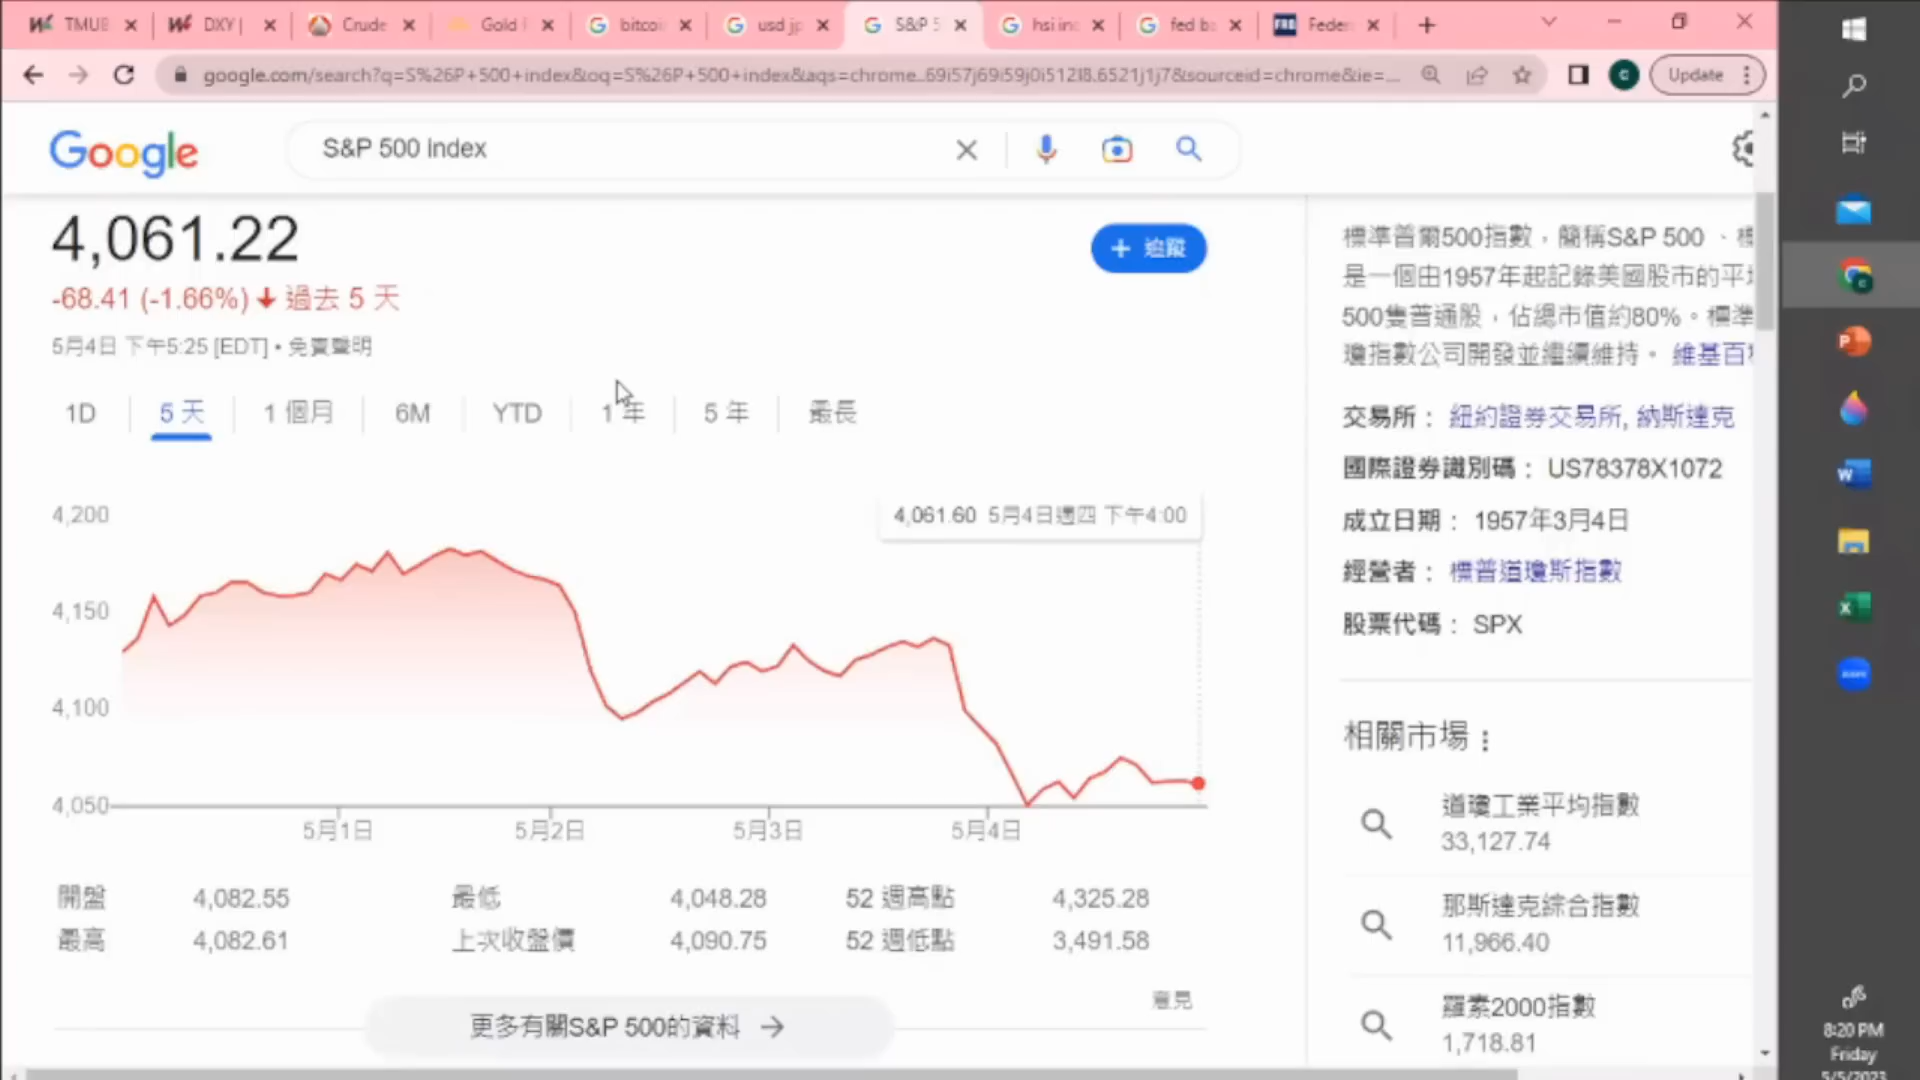 TMUB
DXY |
Crude
Gold
bitcoi
usd jp
S&P 5
hsi in
fed b
Feder
google.com/search?q=S%26P+500+index&oq=S%26P+500+index&aqs=chrome..69i57j69i59j0i512l8.6521j1j7&sourceid=chrome&ie=...
C
Update
Google
S&P 500 index
4,061.22
追蹤
-68.41 (-1.66%) 過去 5 天
5月4日 下午5:25 [EDT] • 免責聲明
1D
5 天
1 個月
6M
YTD
1 年
5 年
最長
4,061.60 5月4日週四 下午4:00
4,200
4,150
4,100
4,050
5月1日
5月2日
5月3日
5月4日
開盤 4,082.55 最低 4,048.28 52 週高點 4,325.28
最高 4,082.61 上次收盤價 4,090.75 52 週低點 3,491.58
意見
更多有關S&P 500的資料 →
標準普爾500指數，簡稱S&P 500 、
是一個由1957年起記錄美國股市的平
500隻普通股，佔總市值約80%。標準
瓊指數公司開發並繼續維持。 維基百
交易所： 紐約證券交易所, 納斯達克
國際證券識別碼： US78378X1072
成立日期： 1957年3月4日
經營者： 標普道瓊斯指數
股票代碼： SPX
相關市場
道瓊工業平均指數
33,127.74
那斯達克綜合指數
11,966.40
羅素2000指數
1,718.81
8:20 PM
Friday
5/5/2023